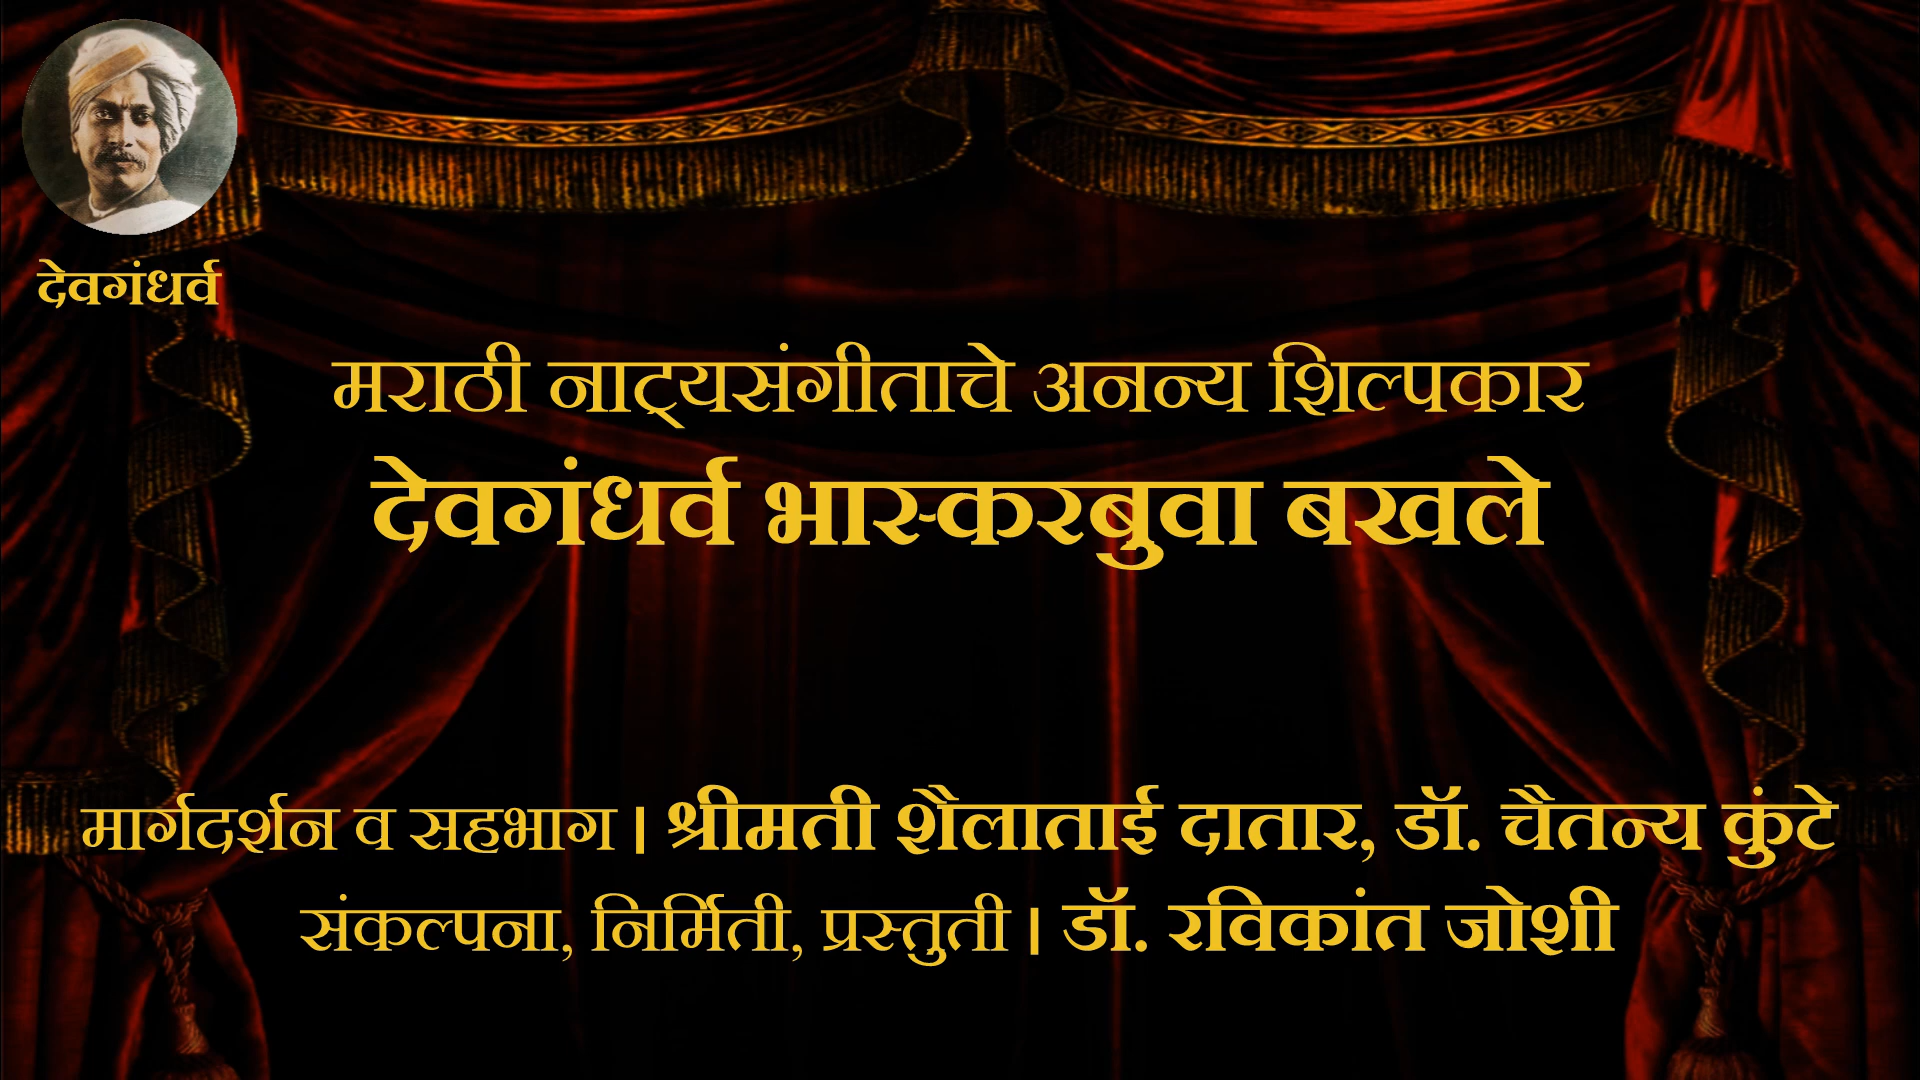 देवगंधर्व
मराठी नाट्यसंगीताचे अनन्य शिल्पकार
देवगंधर्व भास्करबुवा बखले
मार्गदर्शन व सहभाग | श्रीमती शैलाताई दातार, डॉ. चैतन्य कुंटे
संकल्पना, निर्मिती, प्रस्तुती | डॉ. रविकांत जोशी